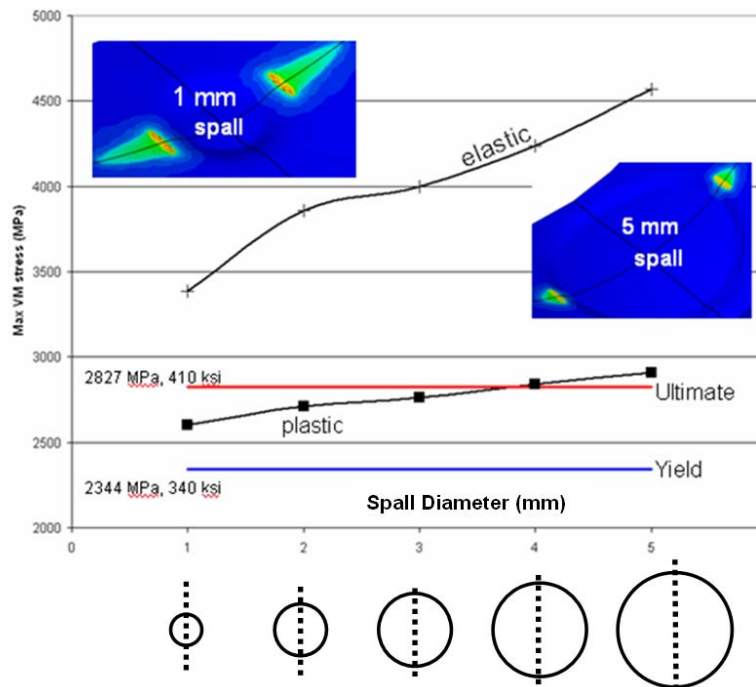 5000
4500
4000
3500
3000
2500
2000
Max VM stress (MPa)
1 mm
spall
elastic
5 mm
spall
2827 MPa, 410 ksi
Ultimate
plastic
Yield
2344 MPa, 340 ksi
Spall Diameter (mm)
0 1 2 3 4 5